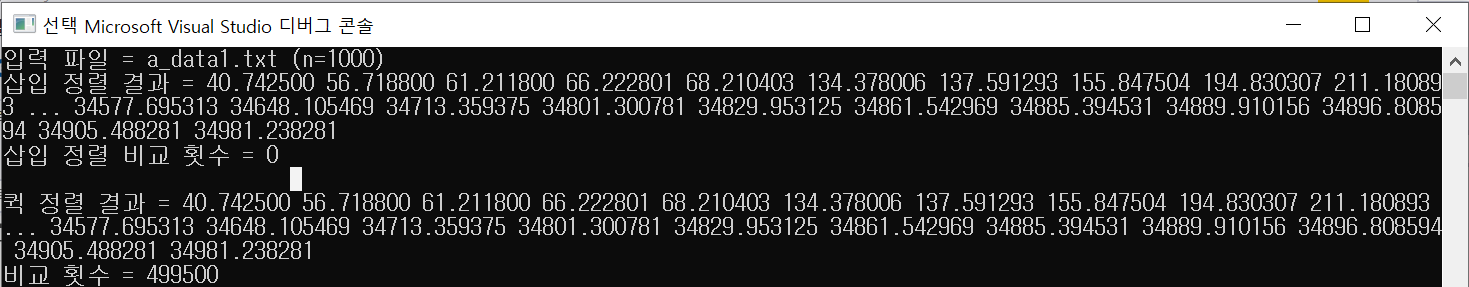 선택 Microsoft Visual Studio 디버그 콘솔
입력 파일 = a_data1.txt (n=1000)
삽입 정렬 결과 = 40.742500 56.718800 61.211800 66.222801 68.210403 134.378006 137.591293 155.847504 194.830307 211.18089
3 ... 34577.695313 34648.105469 34713.359375 34801.300781 34829.953125 34861.542969 34885.394531 34889.910156 34896.8085
94 34905.488281 34981.238281
삽입 정렬 비교 횟수 = 0
퀵 정렬 결과 = 40.742500 56.718800 61.211800 66.222801 68.210403 134.378006 137.591293 155.847504 194.830307 211.180893
... 34577.695313 34648.105469 34713.359375 34801.300781 34829.953125 34861.542969 34885.394531 34889.910156 34896.808594
34905.488281 34981.238281
비교 횟수 = 499500